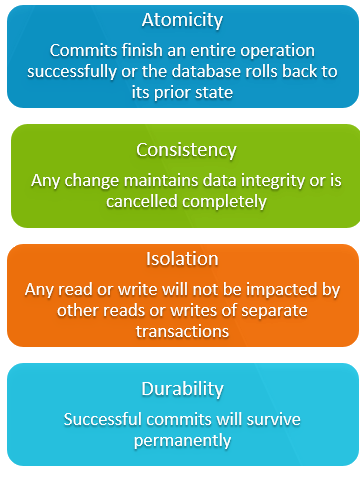 Atomicity
Commits finish an entire operation
successfully or the database rolls back to
its prior state
Consistency
Any change maintains data integrity or is
cancelled completely
Isolation
Any read or write will not be impacted by
other reads or writes of separate
transactions
Durability
Successful commits will survive
permanently